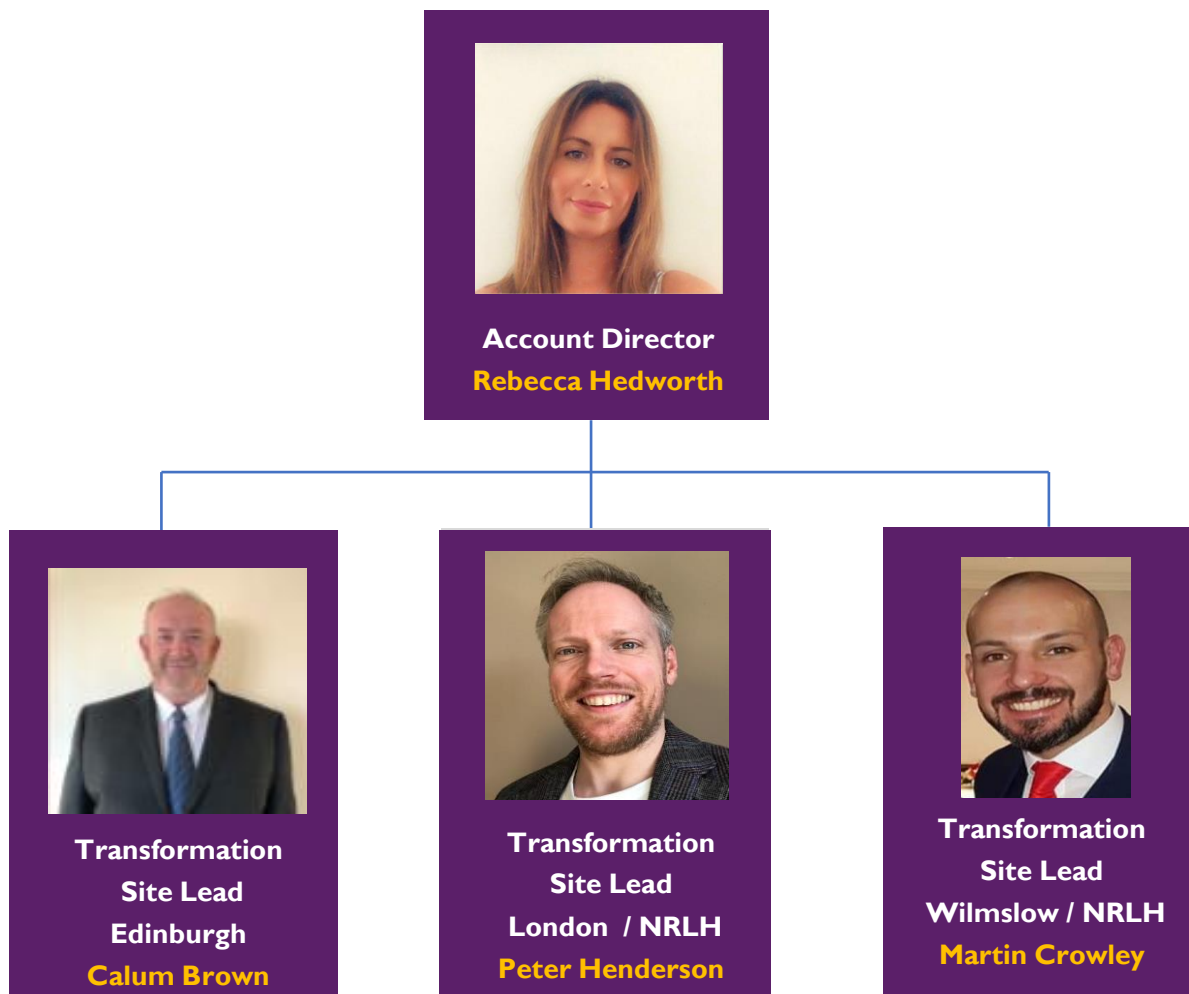 Account Director
Rebecca Hedworth
Transformation
Site Lead
Edinburgh
Calum Brown
Transformation
Site Lead
London / NRLH
Peter Henderson
Transformation
Site Lead
Wilmslow / NRLH
Martin Crowley